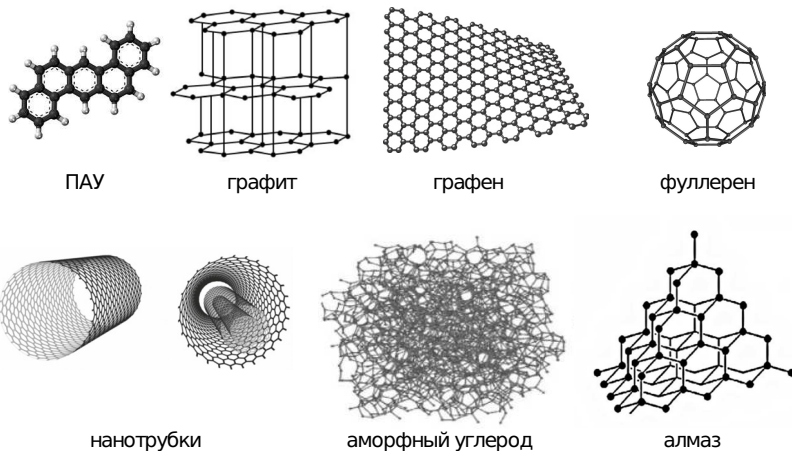 ПАУ
графит
графен
фуллерен
нанотрубки
аморфный углерод
алмаз